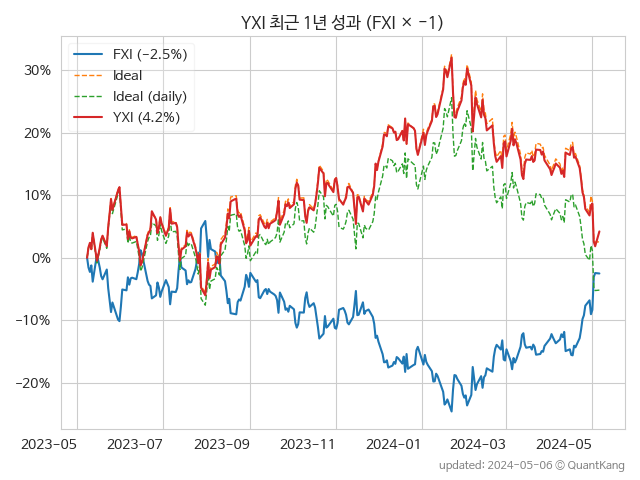 YXI 최근 1년 성과 (FXI × −1)
FXI (−2.5%)
Ideal
Ideal (daily)
YXI (4.2%)
30%
20%
10%
0%
−10%
−20%
2023-05 2023-07 2023-09 2023-11 2024-01 2024-03 2024-05
updated: 2024-05-06 © QuantKang